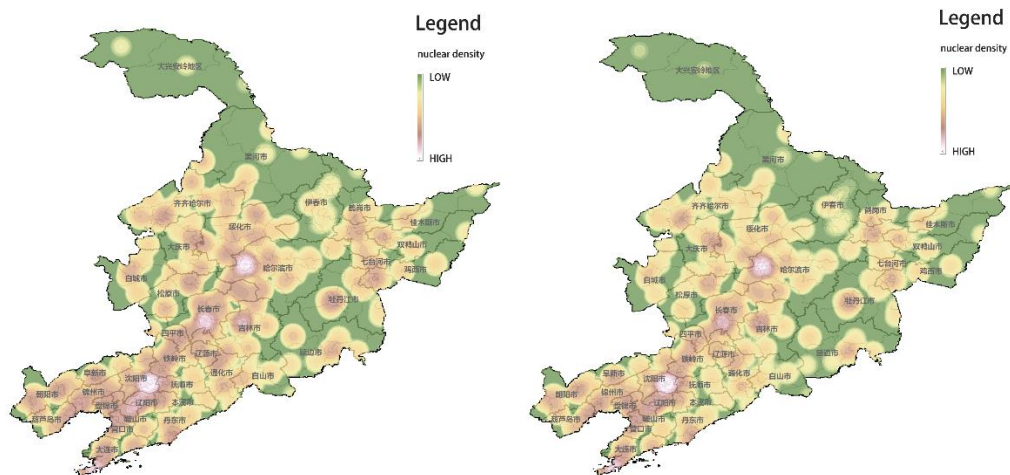 Legend
nuclear density
LOW
HIGH
大兴安岭地区
黑河市
齐齐哈尔市
伊春市
鹤岗市
佳木斯市
绥化市
大庆市
双鸭山市
白城市
哈尔滨市
七台河市
鸡西市
松原市
牡丹江市
长春市
四平市
吉林市
延边市
铁岭市
辽源市
阜新市
沈阳市
抚顺市
通化市
白山市
朝阳市
锦州市
盘锦市
辽阳市
本溪市
葫芦岛市
鞍山市
营口市
丹东市
大连市
Legend
nuclear density
LOW
HIGH
大兴安岭地区
黑河市
齐齐哈尔市
伊春市
鹤岗市
佳木斯市
绥化市
大庆市
双鸭山市
白城市
哈尔滨市
七台河市
鸡西市
松原市
牡丹江市
长春市
四平市
吉林市
延边市
铁岭市
辽源市
阜新市
沈阳市
抚顺市
通化市
白山市
朝阳市
锦州市
盘锦市
辽阳市
本溪市
葫芦岛市
鞍山市
营口市
丹东市
大连市